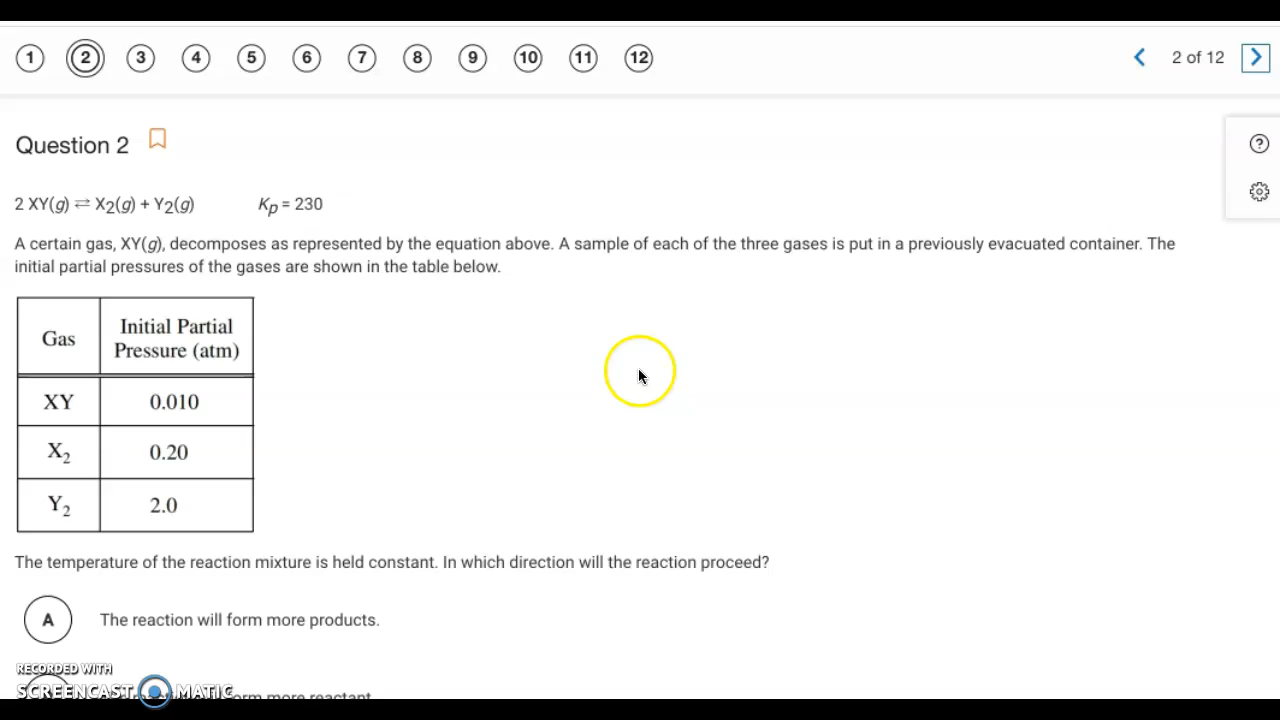 1 2 3 4 5 6 7 8 9 10 11 12 2 of 12
Question 2
2 XY(g) ⇄ X₂(g) + Y₂(g) Kp = 230
A certain gas, XY(g), decomposes as represented by the equation above. A sample of each of the three gases is put in a previously evacuated container. The
initial partial pressures of the gases are shown in the table below.
Gas Initial Partial Pressure (atm)
XY 0.010
X₂ 0.20
Y₂ 2.0
The temperature of the reaction mixture is held constant. In which direction will the reaction proceed?
A The reaction will form more products.
RECORDED WITH
SCREENCAST MATIC
form more reactant